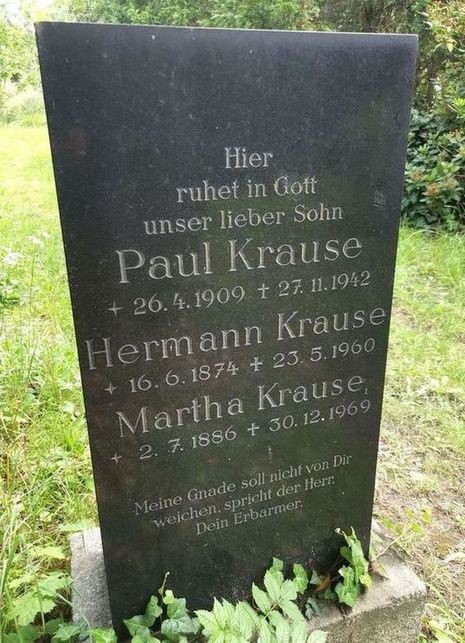 Hier
ruhet in Gott
unser lieber Sohn
Paul Krause
+ 26.4.1909 † 27.11.1942
Hermann Krause
+ 16.6.1874 + 23.5.1960
Martha Krause
+ 2.7.1886 + 30.12.1969
Meine Gnade soll nicht von Dir
weichen, spricht der Herr,
Dein Erbarmer.